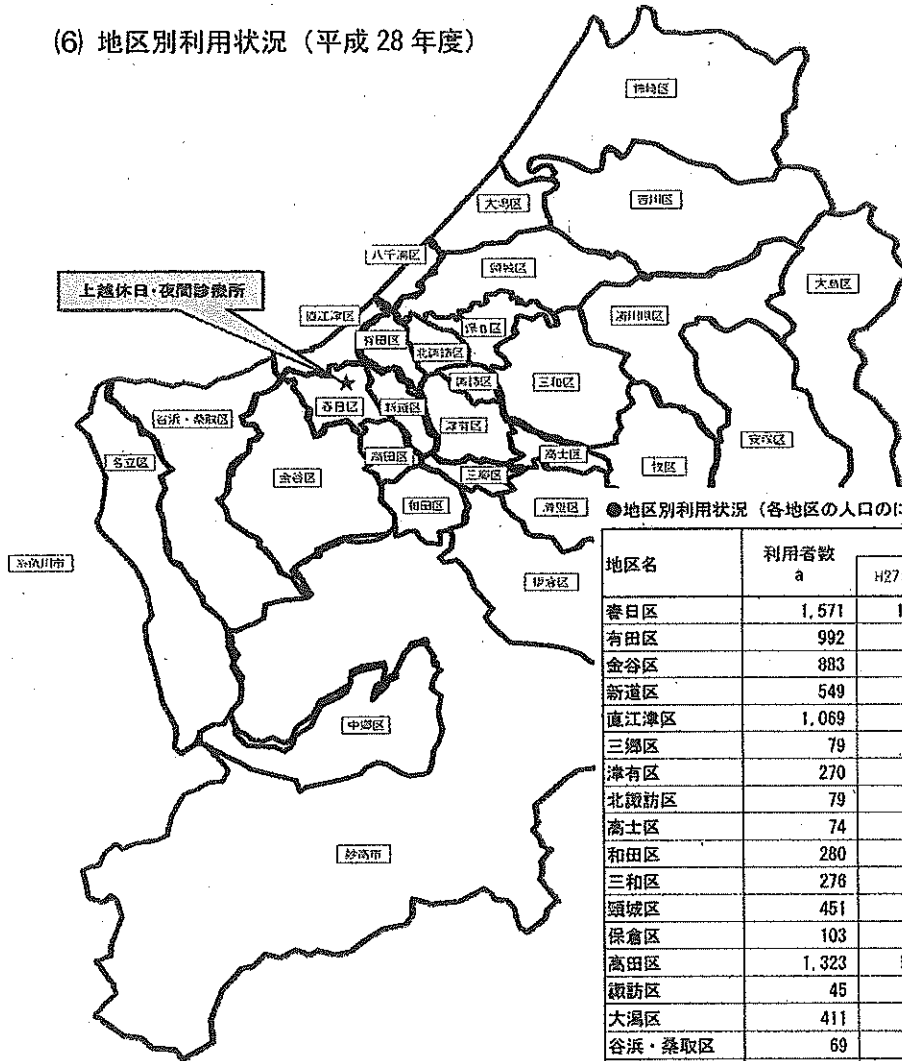 (6) 地区別利用状況（平成 28 年度）
柿崎区
大潟区
吉川区
八千浦区
頸城区
大島区
上越休日・夜間診療所
直江津区
保倉区
浦川原区
有田区
北諏訪区
諏訪区
三和区
谷浜・桑取区
春日区
新道区
津有区
安塚区
名立区
高田区
高士区
牧区
金谷区
三郷区
和田区
清里区
糸魚川市
板倉区
中郷区
妙高市
●地区別利用状況（各地区の人口の
地区名 利用者数 a H27
春日区 1,571
有田区 992
金谷区 883
新道区 549
直江津区 1,069
三郷区 79
津有区 270
北諏訪区 79
高士区 74
和田区 280
三和区 276
頸城区 451
保倉区 103
高田区 1,323
諏訪区 45
大潟区 411
谷浜・桑取区 69